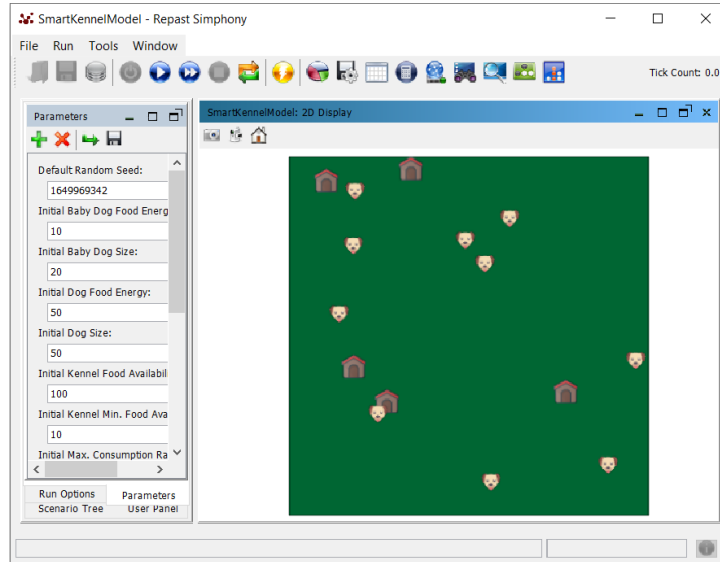 SmartKennelModel - Repast Simphony
File Run Tools Window
Tick Count: 0.0
Parameters
SmartKennelModel: 2D Display
Default Random Seed:
1649969342
Initial Baby Dog Food Energ
10
Initial Baby Dog Size:
20
Initial Dog Food Energy:
50
Initial Dog Size:
50
Initial Kennel Food Availabil
100
Initial Kennel Min. Food Ava
10
Initial Max. Consumption Ra
Run Options Parameters
Scenario Tree User Panel